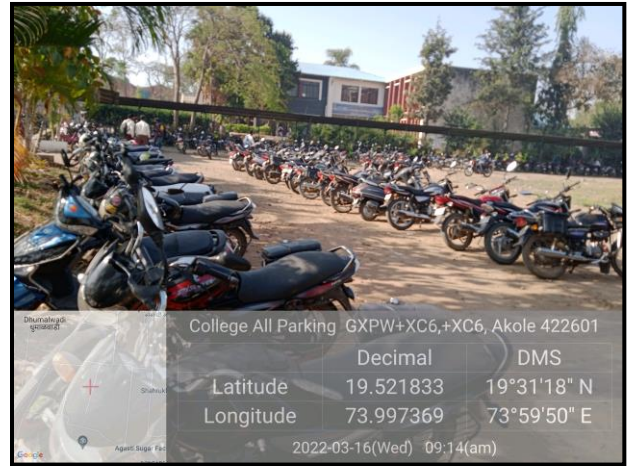 College All Parking GXPW+XC6,+XC6, Akole 422601
Decimal DMS
Latitude 19.521833 19°31'18" N
Longitude 73.997369 73°59'50" E
2022-03-16(Wed) 09:14(am)
Dhumalwadi
धुमाळवाडी
Agasti Sugar Fac
Google